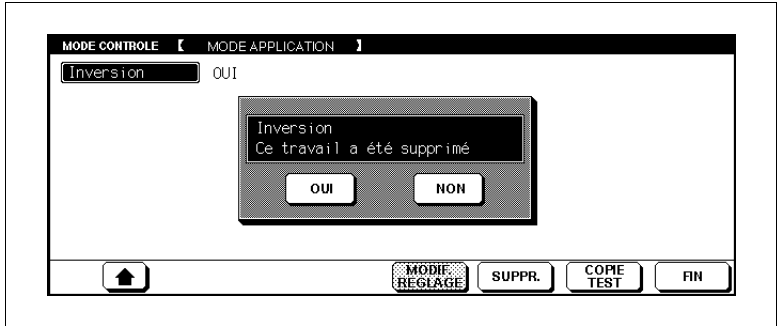 MODE CONTROLE 【 MODE APPLICATION 】
Inversion OUI
Inversion
Ce travail a été supprimé
OUI NON
MODIF. REGLAGE SUPPR. COPIE TEST FIN